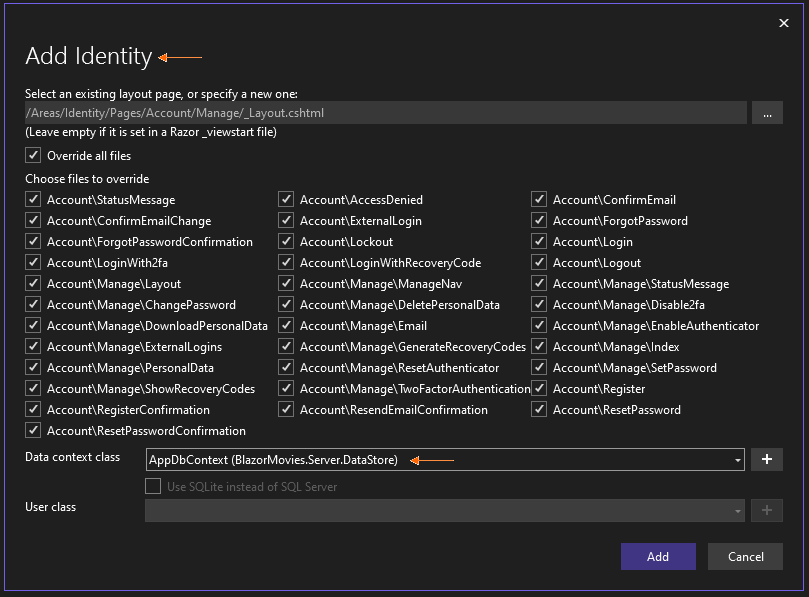 Add Identity
Select an existing layout page, or specify a new one:
/Areas/Identity/Pages/Account/Manage/_Layout.cshtml
...
(Leave empty if it is set in a Razor _viewstart file)
Override all files
Choose files to override
Account\StatusMessage Account\AccessDenied Account\ConfirmEmail
Account\ConfirmEmailChange Account\ExternalLogin Account\ForgotPassword
Account\ForgotPasswordConfirmation Account\Lockout Account\Login
Account\LoginWith2fa Account\LoginWithRecoveryCode Account\Logout
Account\Manage\Layout Account\Manage\ManageNav Account\Manage\StatusMessage
Account\Manage\ChangePassword Account\Manage\DeletePersonalData Account\Manage\Disable2fa
Account\Manage\DownloadPersonalData Account\Manage\Email Account\Manage\EnableAuthenticator
Account\Manage\ExternalLogins Account\Manage\GenerateRecoveryCodes Account\Manage\Index
Account\Manage\PersonalData Account\Manage\ResetAuthenticator Account\Manage\SetPassword
Account\Manage\ShowRecoveryCodes Account\Manage\TwoFactorAuthentication Account\Register
Account\RegisterConfirmation Account\ResendEmailConfirmation Account\ResetPassword
Account\ResetPasswordConfirmation
Data context class AppDbContext (BlazorMovies.Server.DataStore) +
Use SQLite instead of SQL Server
User class +
Add Cancel